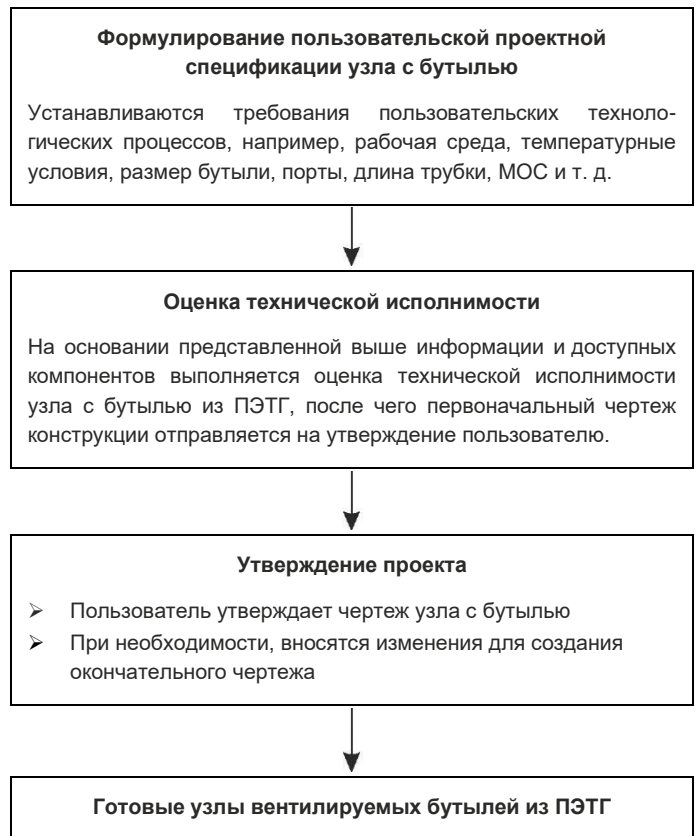 Формулирование пользовательской проектной
спецификации узла с бутылью
Устанавливаются требования пользовательских техноло-
гических процессов, например, рабочая среда, температурные
условия, размер бутыли, порты, длина трубки, МОС и т. д.
Оценка технической исполнимости
На основании представленной выше информации и доступных
компонентов выполняется оценка технической исполнимости
узла с бутылью из ПЭТГ, после чего первоначальный чертеж
конструкции отправляется на утверждение пользователю.
Утверждение проекта
➢ Пользователь утверждает чертеж узла с бутылью
➢ При необходимости, вносятся изменения для создания
окончательного чертежа
Готовые узлы вентилируемых бутылей из ПЭТГ